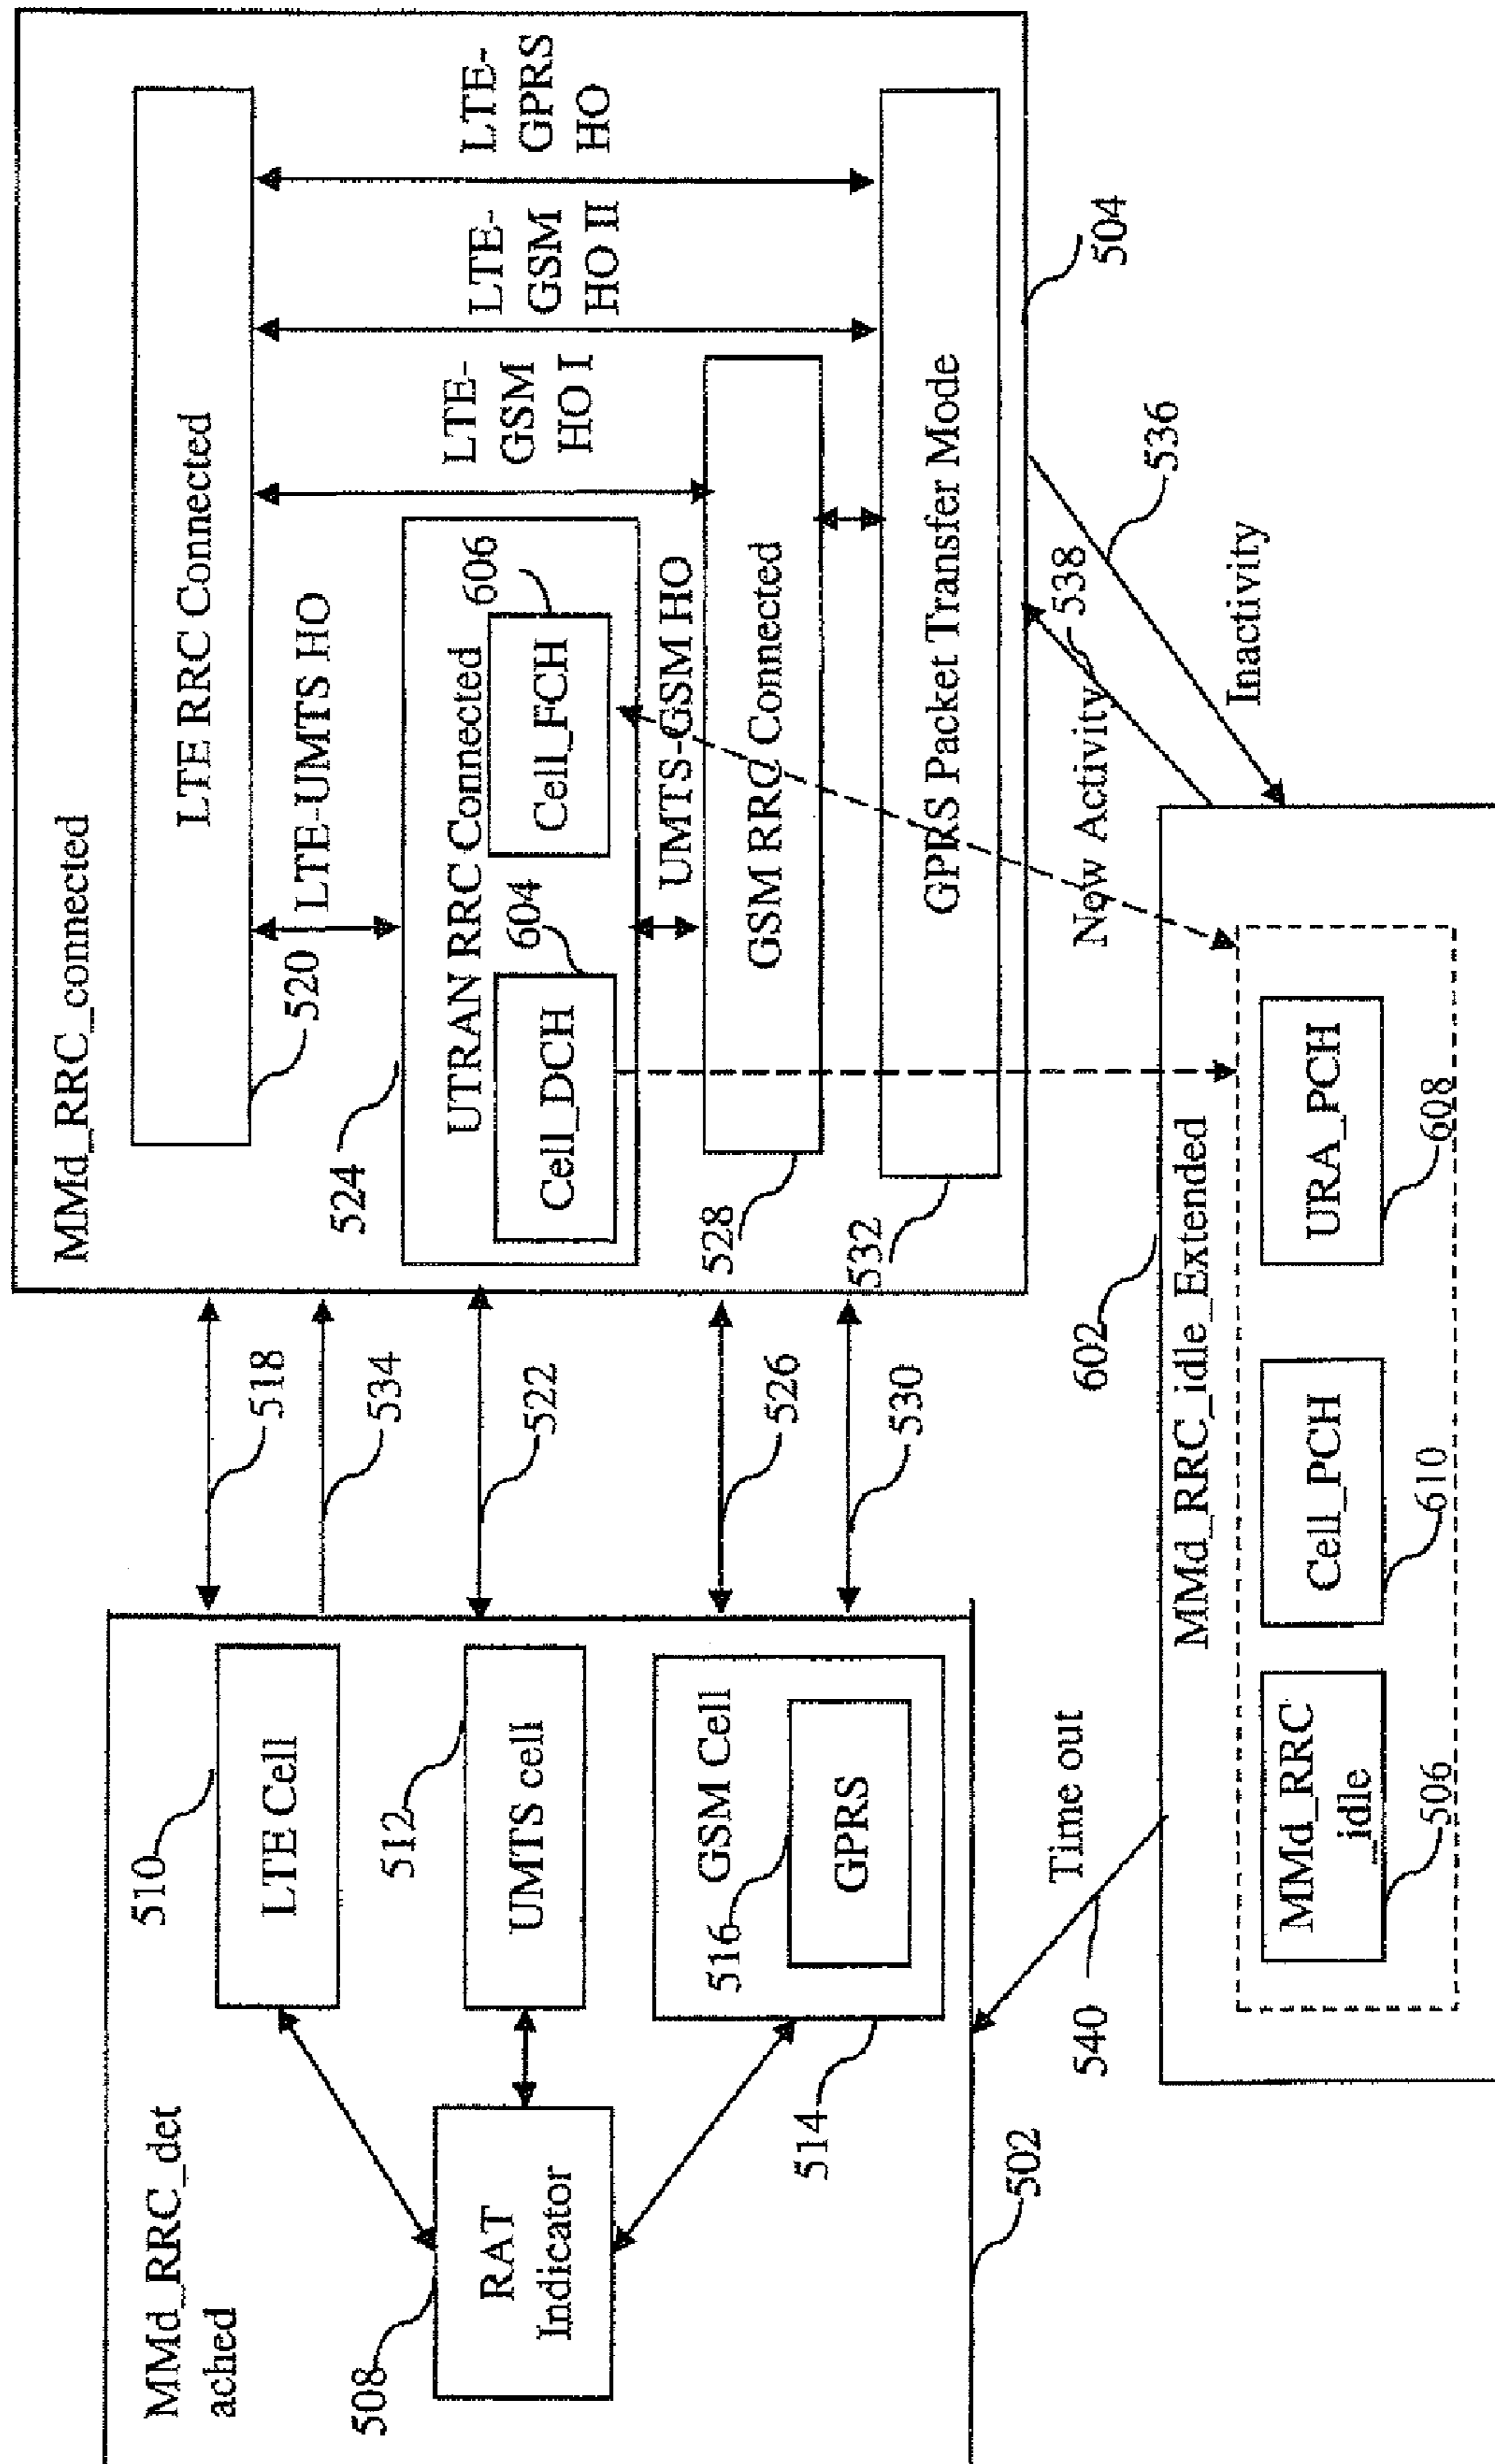 MMd_RRC_det
ached
508
RAT
Indicator
510
LTE Cell
512
UMTS cell
GSM Cell
516
GPRS
514
502
518
534
522
526
530
MMd_RRC_connected
LTE RRC Connected
520
LTE-UMTS HO
524
UTRAN RRC Connected
Cell_DCH
604
Cell_FCH
606
UMTS-GSM HO
LTE-
GSM
HO I
LTE-
GSM
HO II
LTE-
GPRS
HO
GSM RRC Connected
528
GPRS Packet Transfer Mode
532
504
540
Time out
New Activity
538
536
Inactivity
602
MMd_RRC_idle_Extended
MMd_RRC
_idle
506
Cell_PCH
610
URA_PCH
608